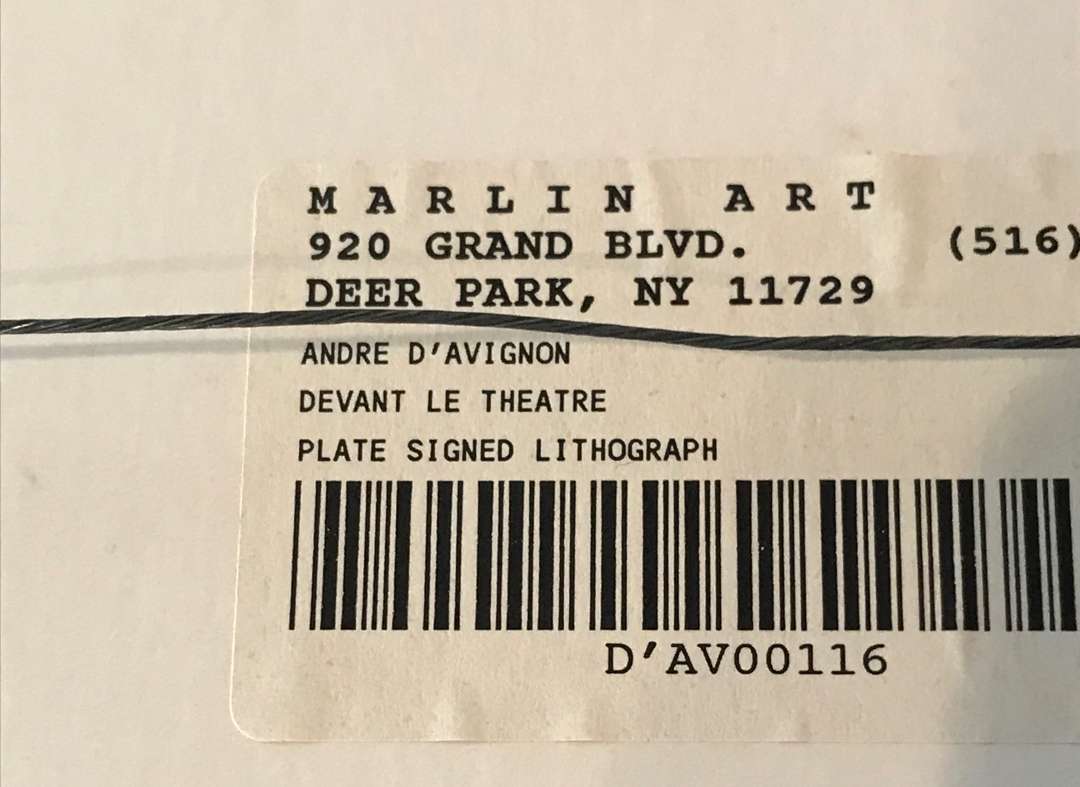 MARLIN ART
920 GRAND BLVD. (516)
DEER PARK, NY 11729
ANDRE D'AVIGNON
DEVANT LE THEATRE
PLATE SIGNED LITHOGRAPH
D'AV00116